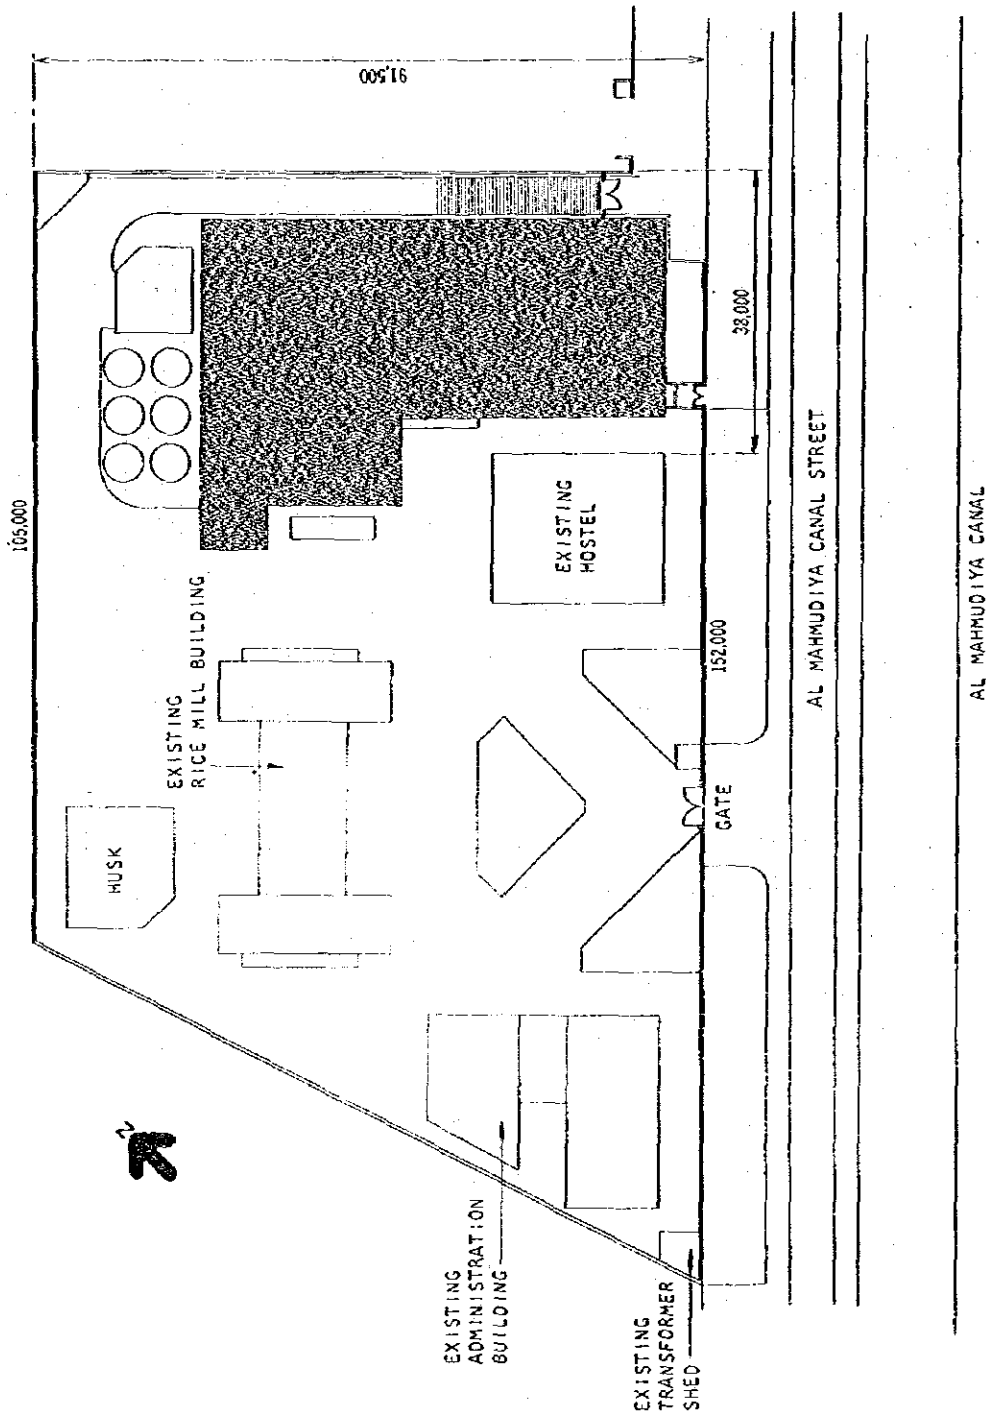 91,500
105,000
38,000
EXISTING
HOSTEL
EXISTING
RICE MILL BUILDING
152,000
HUSK
GATE
AL MAHMUDIYA CANAL STREET
AL MAHMUDIYA CANAL
N
EXISTING
ADMINISTRATION
BUILDING
EXISTING
TRANSFORMER
SHED